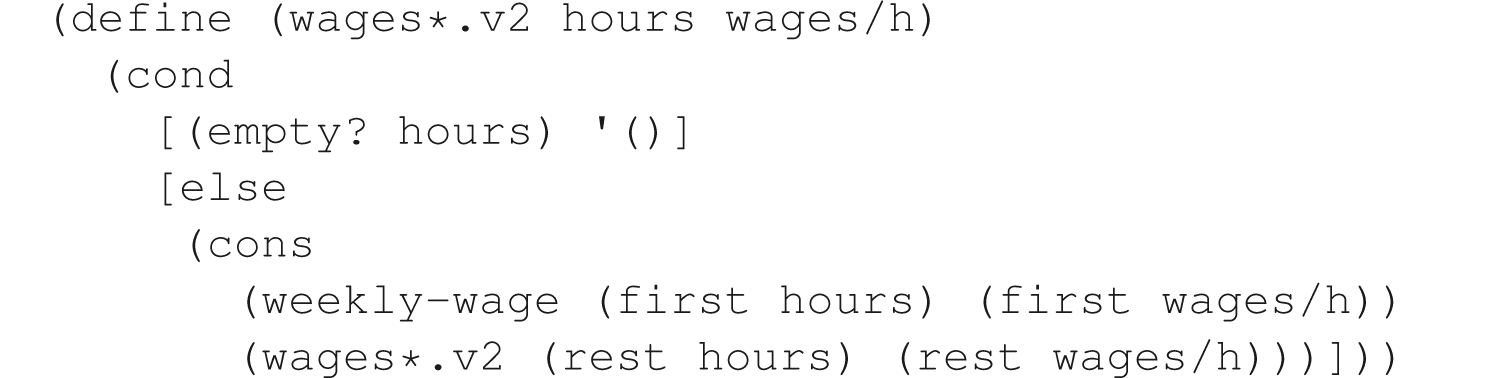 (define (wages*.v2 hours wages/h)
  (cond
    [(empty? hours) '()]
    [else
     (cons
       (weekly-wage (first hours) (first wages/h))
       (wages*.v2 (rest hours) (rest wages/h)))]))